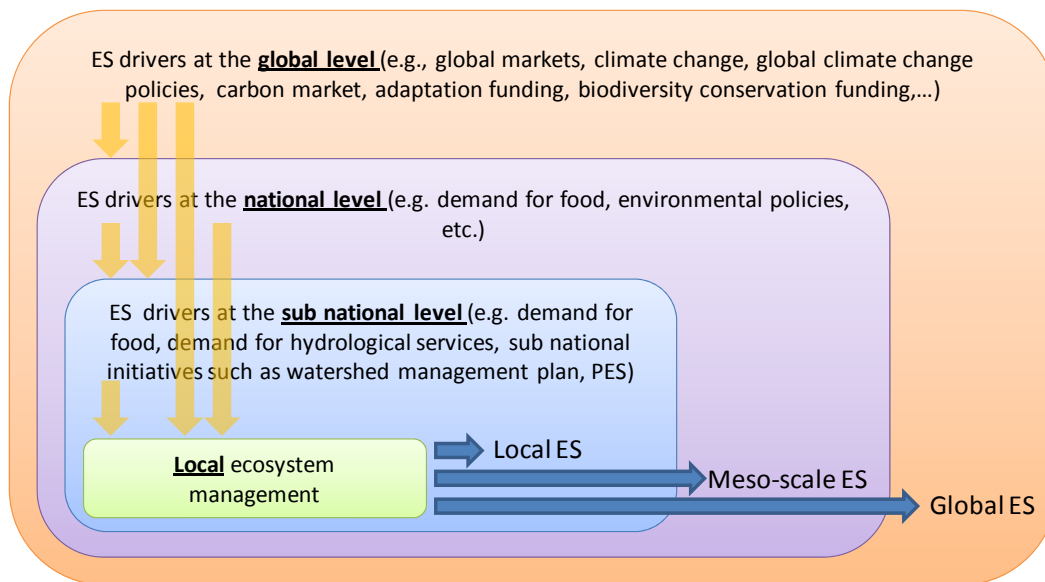 ES drivers at the global level (e.g., global markets, climate change, global climate change
policies, carbon market, adaptation funding, biodiversity conservation funding,...)
ES drivers at the national level (e.g. demand for food, environmental policies,
etc.)
ES drivers at the sub national level (e.g. demand for
food, demand for hydrological services, sub national
initiatives such as watershed management plan, PES)
Local ecosystem
management
Local ES
Meso-scale ES
Global ES